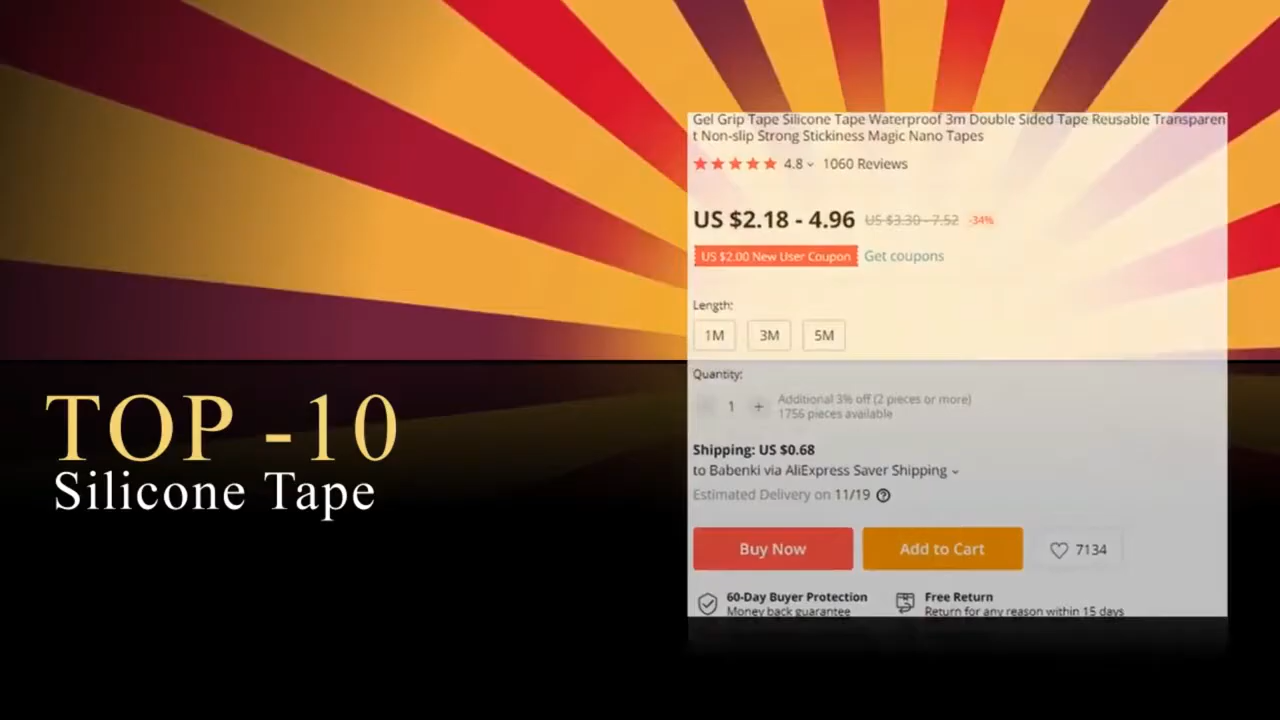 TOP -10
Silicone Tape
Gel Grip Tape Silicone Tape Waterproof 3m Double Sided Tape Reusable Transparen
t Non-slip Strong Stickiness Magic Nano Tapes
4.8 1060 Reviews
US $2.18 - 4.96 US $3.30 - 7.52 -34%
US $2.00 New User Coupon Get coupons
Length:
1M 3M 5M
Quantity:
1 + Additional 3% off (2 pieces or more)
1756 pieces available
Shipping: US $0.68
to Babenki via AliExpress Saver Shipping
Estimated Delivery on 11/19
Buy Now Add to Cart 7134
60-Day Buyer Protection Free Return
Money back guarantee Return for any reason within 15 days